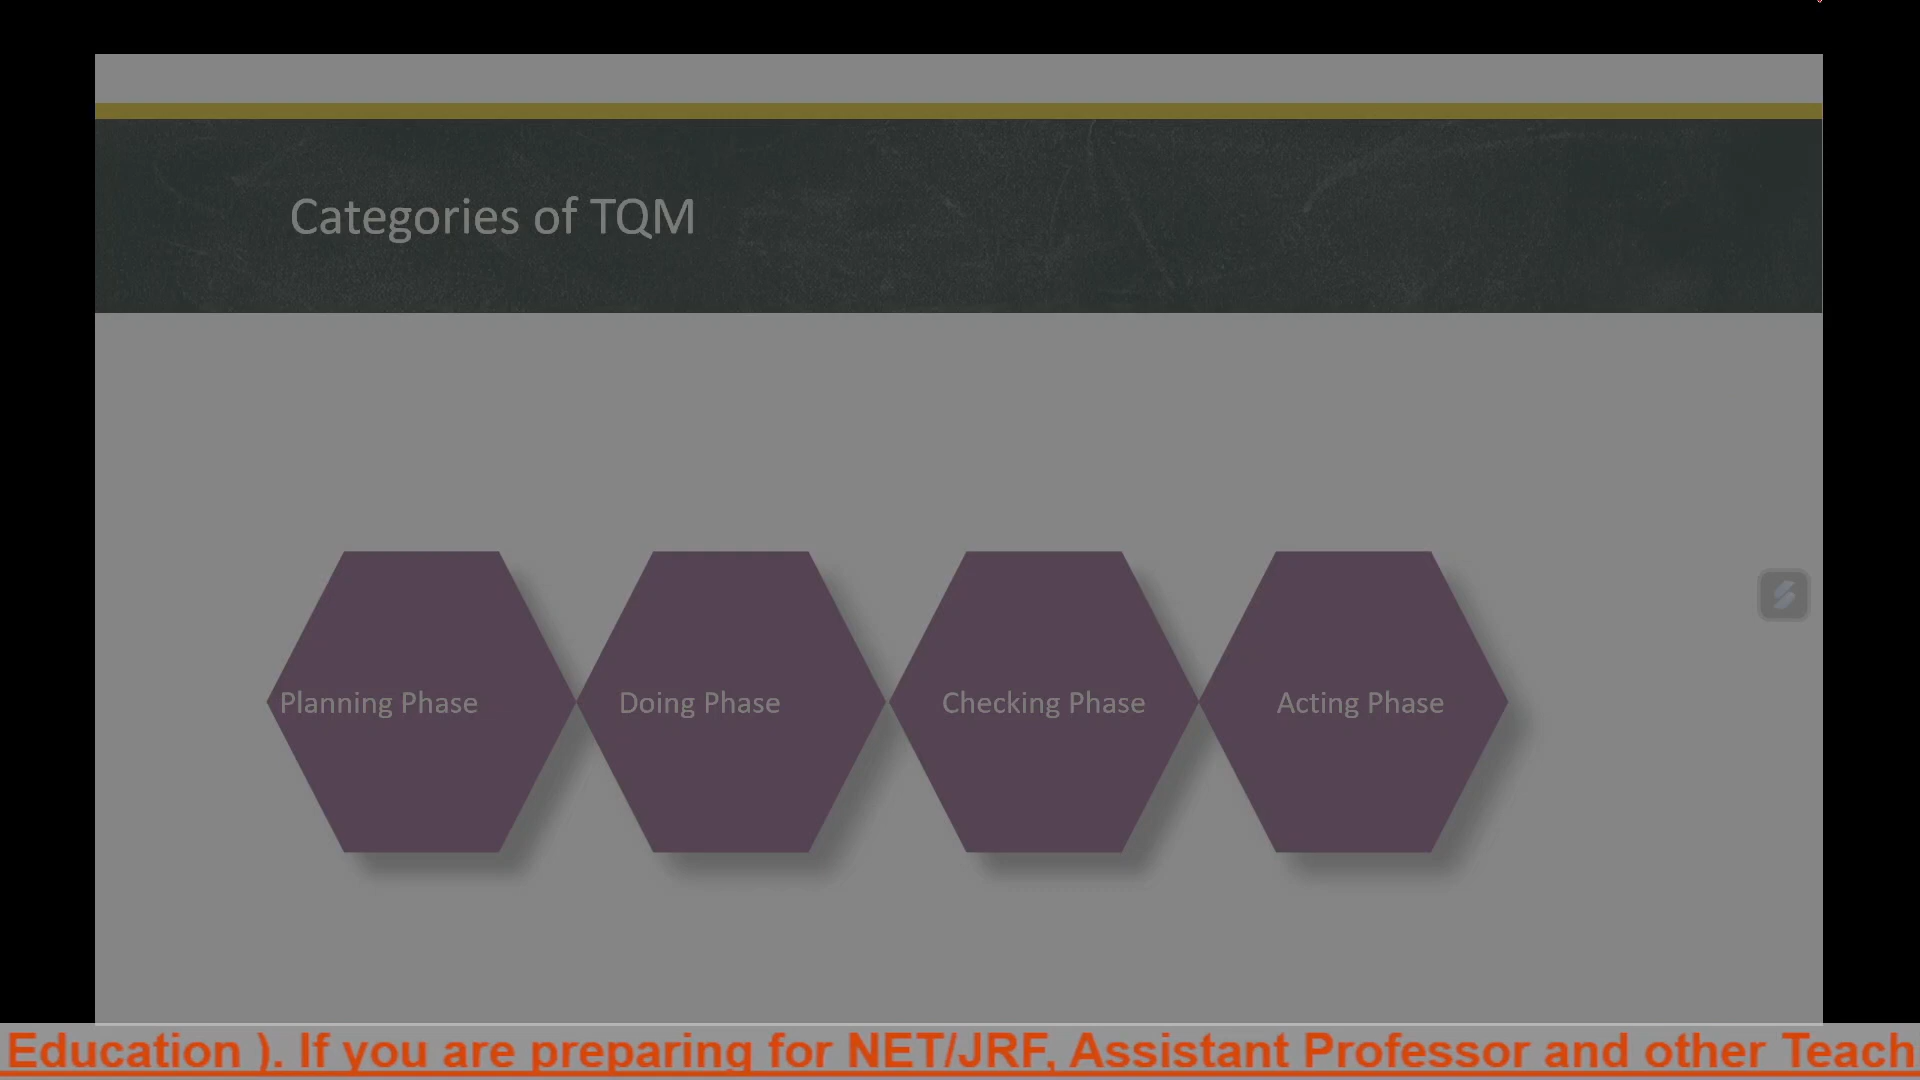 Categories of TQM
Planning Phase
Doing Phase
Checking Phase
Acting Phase
Education ). If you are preparing for NET/JRF, Assistant Professor and other Teach